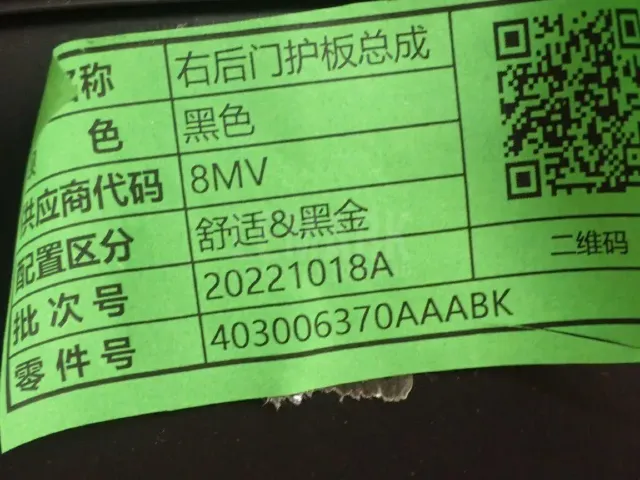 称 右后门护板总成
色 黑色
供应商代码 8MV
配置区分 舒适&黑金
批次号 20221018A
零件号 403006370AAABK
二维码